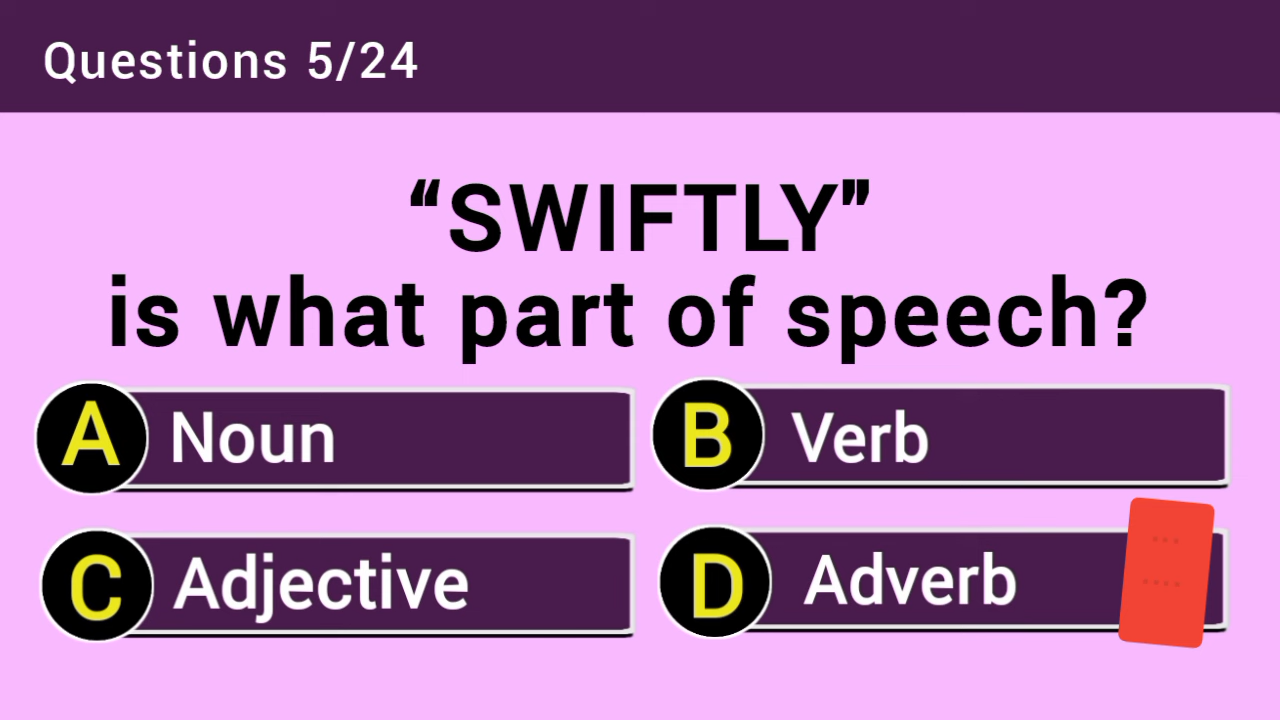 Questions 5/24
“SWIFTLY”
is what part of speech?
A Noun
B Verb
C Adjective
D Adverb